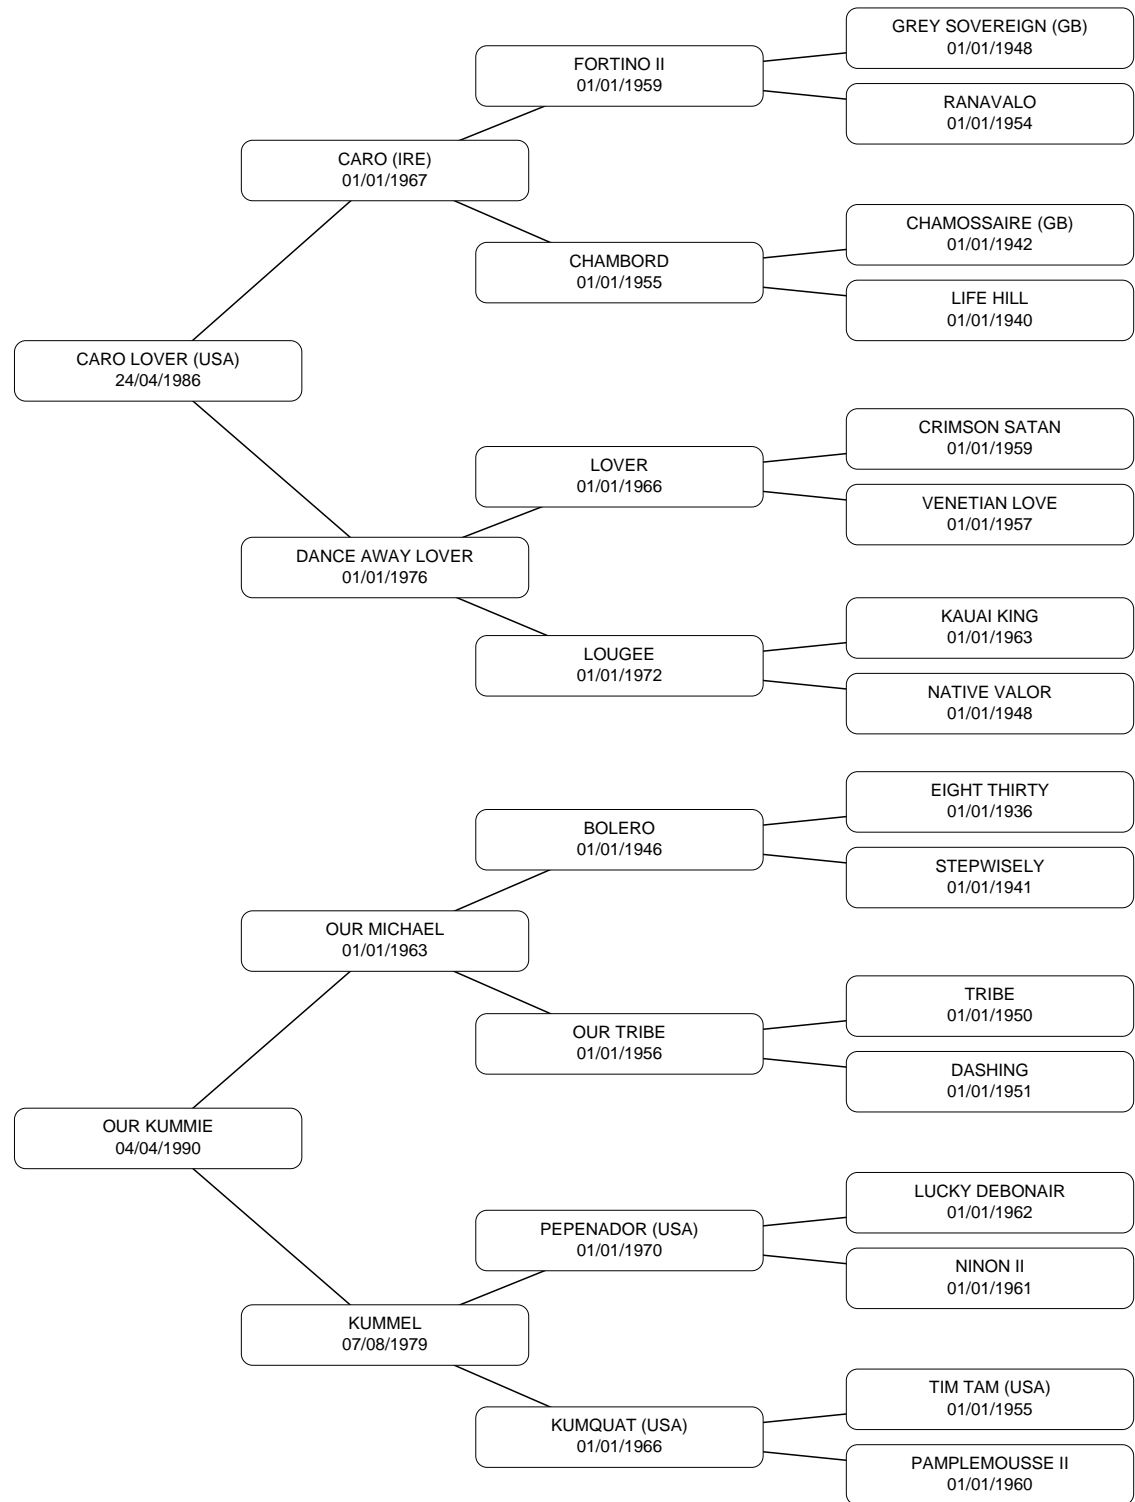 GREY SOVEREIGN (GB)
01/01/1948
FORTINO II
01/01/1959
RANAVALO
01/01/1954
CARO (IRE)
01/01/1967
CHAMOSSAIRE (GB)
01/01/1942
CHAMBORD
01/01/1955
LIFE HILL
01/01/1940
CARO LOVER (USA)
24/04/1986
CRIMSON SATAN
01/01/1959
LOVER
01/01/1966
VENETIAN LOVE
01/01/1957
DANCE AWAY LOVER
01/01/1976
KAUAI KING
01/01/1963
LOUGEE
01/01/1972
NATIVE VALOR
01/01/1948
EIGHT THIRTY
01/01/1936
BOLERO
01/01/1946
STEPWISELY
01/01/1941
OUR MICHAEL
01/01/1963
TRIBE
01/01/1950
OUR TRIBE
01/01/1956
DASHING
01/01/1951
OUR KUMMIE
04/04/1990
LUCKY DEBONAIR
01/01/1962
PEPENADOR (USA)
01/01/1970
NINON II
01/01/1961
KUMMEL
07/08/1979
TIM TAM (USA)
01/01/1955
KUMQUAT (USA)
01/01/1966
PAMPLEMOUSSE II
01/01/1960